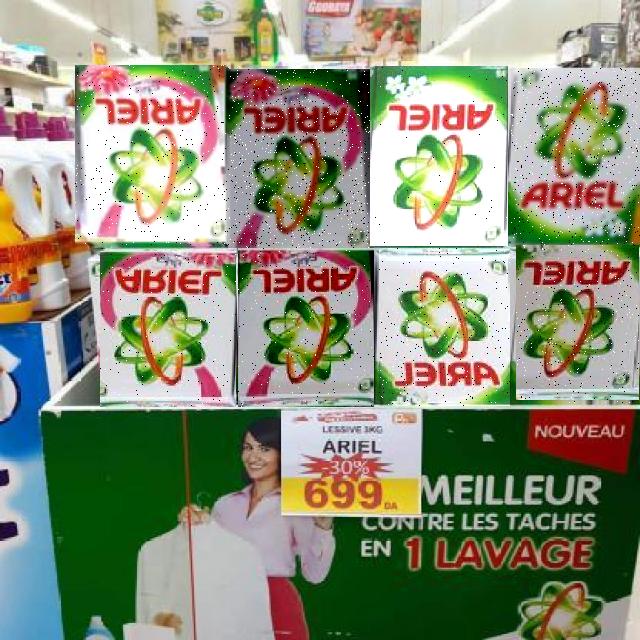 ARIEL
ARIEL
ARIEL
ARIEL
ARIEL
ARIEL
ARIEL
ARIEL
NOUVEAU
LESSIVE 3KG
ARIEL
-30%
699 DA
MEILLEUR
CONTRE LES TACHES
EN 1 LAVAGE